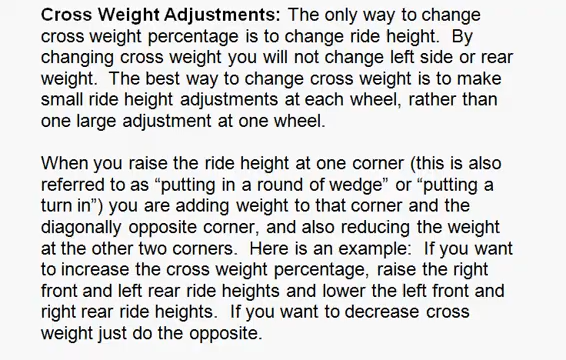 Cross Weight Adjustments: The only way to change
cross weight percentage is to change ride height.  By
changing cross weight you will not change left side or rear
weight.  The best way to change cross weight is to make
small ride height adjustments at each wheel, rather than
one large adjustment at one wheel.

When you raise the ride height at one corner (this is also
referred to as “putting in a round of wedge” or “putting a
turn in”) you are adding weight to that corner and the
diagonally opposite corner, and also reducing the weight
at the other two corners.  Here is an example:  If you want
to increase the cross weight percentage, raise the right
front and left rear ride heights and lower the left front and
right rear ride heights.  If you want to decrease cross
weight just do the opposite.